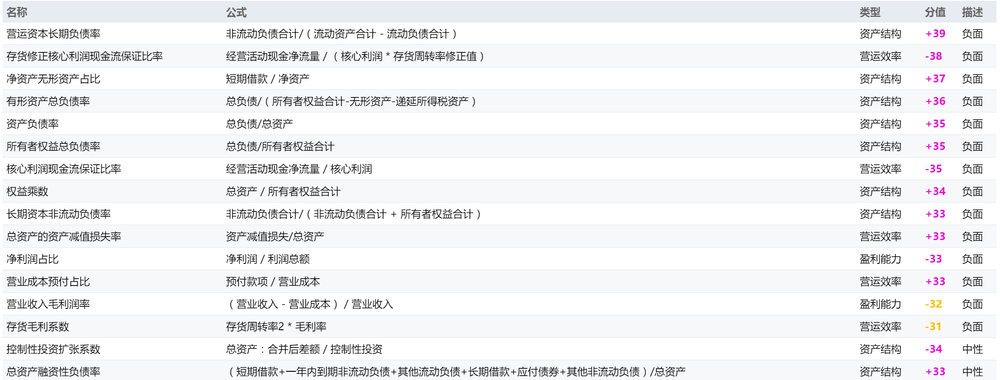 名称 公式 类型 分值 描述
营运资本长期负债率 非流动负债合计/（流动资产合计 - 流动负债合计） 资产结构 +39 负面
存货修正核心利润现金流保证比率 经营活动现金净流量 / （核心利润 * 存货周转率修正值） 营运效率 -38 负面
净资产无形资产占比 短期借款 / 净资产 资产结构 +37 负面
有形资产总负债率 总负债/（所有者权益合计-无形资产-递延所得税资产） 资产结构 +36 负面
资产负债率 总负债/总资产 资产结构 +35 负面
所有者权益总负债率 总负债/所有者权益合计 资产结构 +35 负面
核心利润现金流保证比率 经营活动现金净流量 / 核心利润 营运效率 -35 负面
权益乘数 总资产 / 所有者权益合计 资产结构 +34 负面
长期资本非流动负债率 非流动负债合计/（非流动负债合计 + 所有者权益合计） 资产结构 +33 负面
总资产的资产减值损失率 资产减值损失/总资产 营运效率 +33 负面
净利润占比 净利润 / 利润总额 盈利能力 -33 负面
营业成本预付占比 预付款项 / 营业成本 营运效率 +33 负面
营业收入毛利润率 （营业收入 - 营业成本） / 营业收入 盈利能力 -32 负面
存货毛利系数 存货周转率2 * 毛利率 营运效率 -31 负面
控制性投资扩张系数 总资产：合并后差额 / 控制性投资 资产结构 -34 中性
总资产融资性负债率 （短期借款+一年内到期非流动负债+其他流动负债+长期借款+应付债券+其他非流动负债）/总资产 资产结构 +33 中性